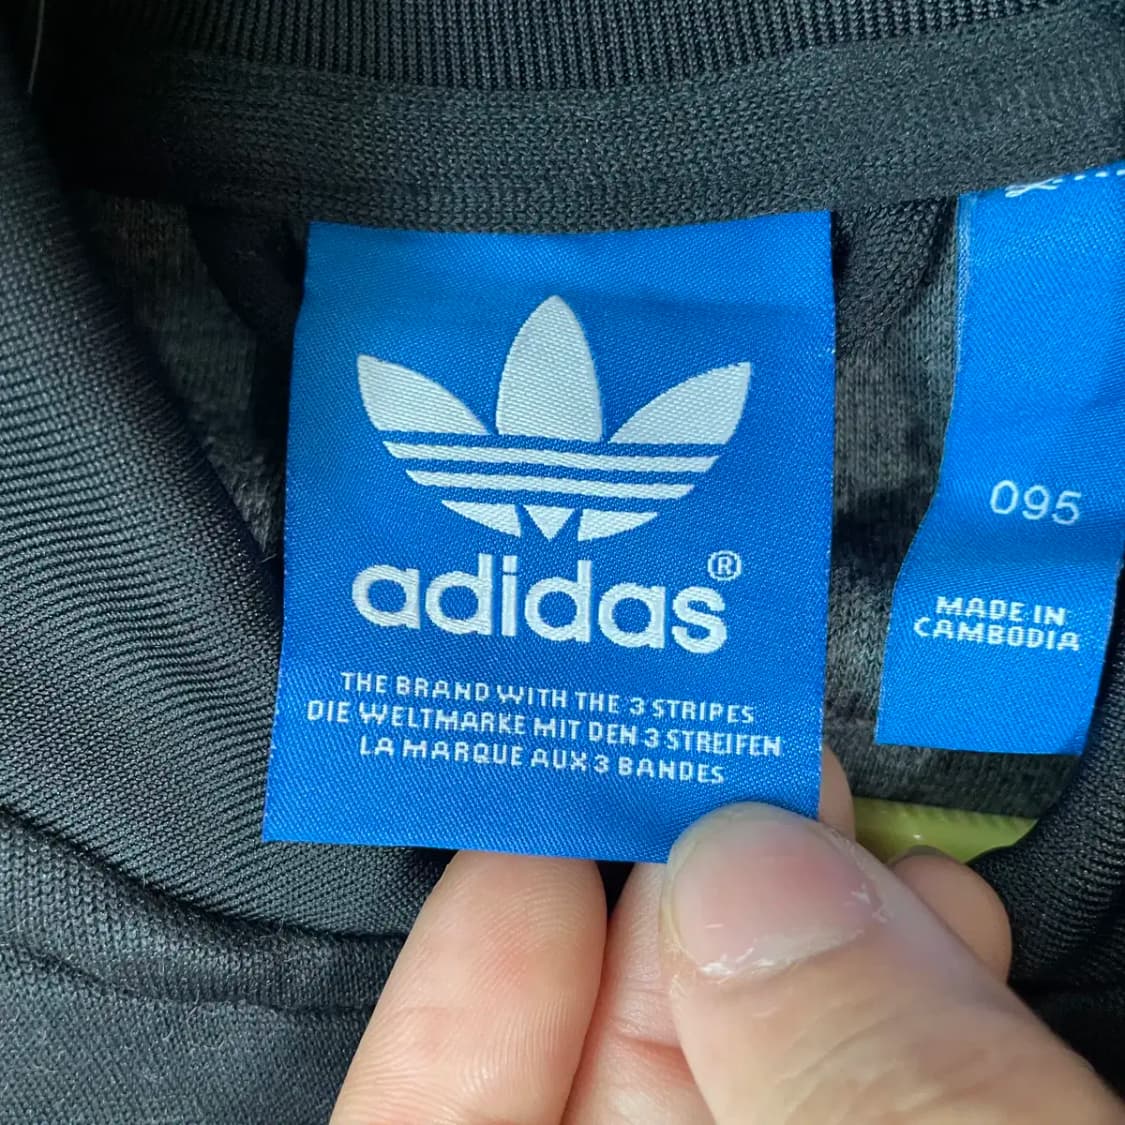 adidas®
THE BRAND WITH THE 3 STRIPES
DIE WELTMARKE MIT DEN 3 STREIFEN
LA MARQUE AUX 3 BANDES
095
MADE IN
CAMBODIA